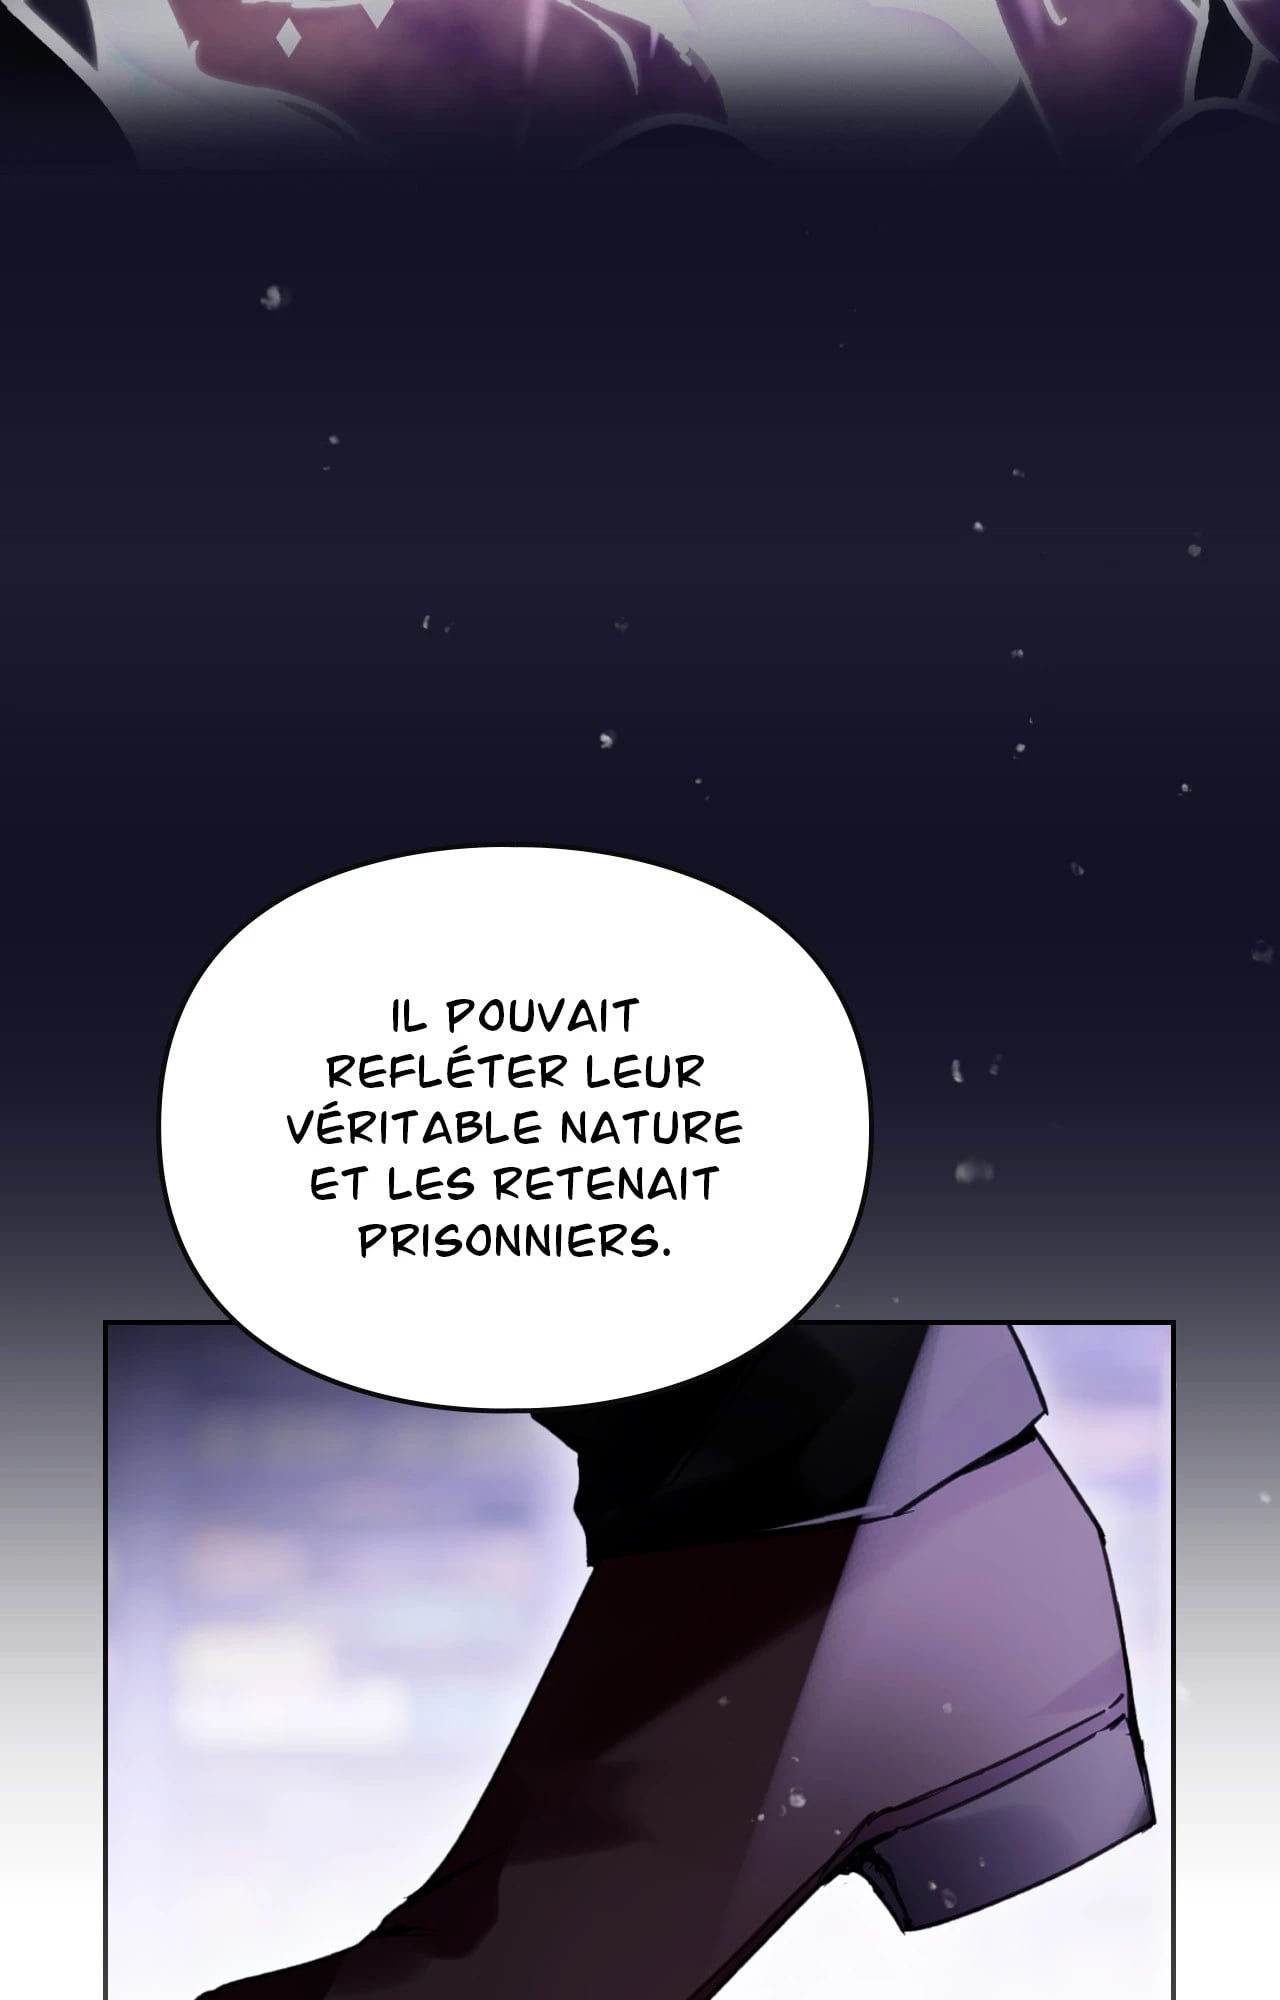 IL POUVAIT
REFLÉTER LEUR
VÉRITABLE NATURE
ET LES RETENAIT
PRISONNIERS.